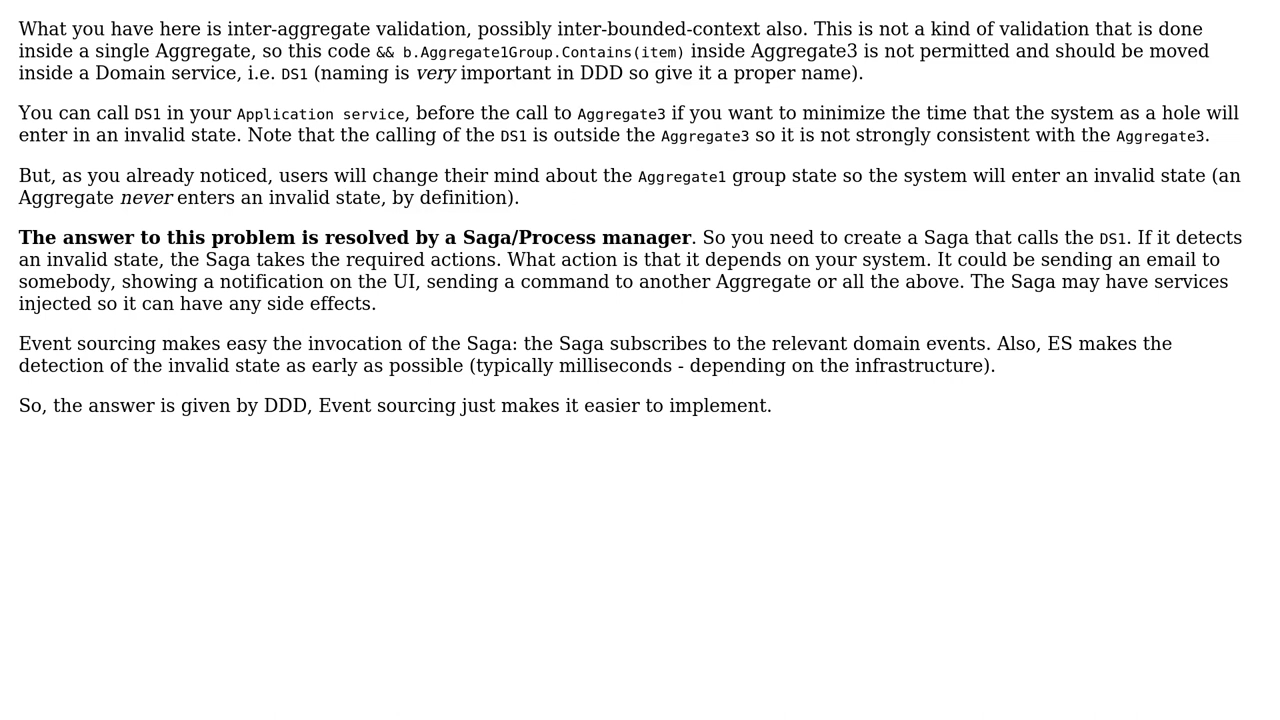 What you have here is inter-aggregate validation, possibly inter-bounded-context also. This is not a kind of validation that is done
inside a single Aggregate, so this code && b.Aggregate1Group.Contains(item) inside Aggregate3 is not permitted and should be moved
inside a Domain service, i.e. DS1 (naming is very important in DDD so give it a proper name).
You can call DS1 in your Application service, before the call to Aggregate3 if you want to minimize the time that the system as a hole will
enter in an invalid state. Note that the calling of the DS1 is outside the Aggregate3 so it is not strongly consistent with the Aggregate3.
But, as you already noticed, users will change their mind about the Aggregate1 group state so the system will enter an invalid state (an
Aggregate never enters an invalid state, by definition).
The answer to this problem is resolved by a Saga/Process manager. So you need to create a Saga that calls the DS1. If it detects
an invalid state, the Saga takes the required actions. What action is that it depends on your system. It could be sending an email to
somebody, showing a notification on the UI, sending a command to another Aggregate or all the above. The Saga may have services
injected so it can have any side effects.
Event sourcing makes easy the invocation of the Saga: the Saga subscribes to the relevant domain events. Also, ES makes the
detection of the invalid state as early as possible (typically milliseconds - depending on the infrastructure).
So, the answer is given by DDD, Event sourcing just makes it easier to implement.